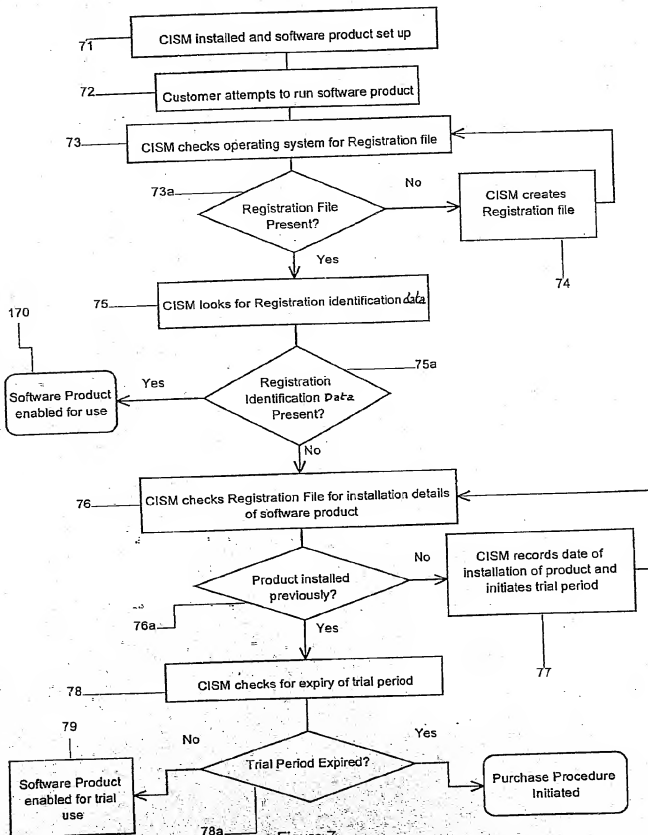 71
CISM installed and software product set up
72
Customer attempts to run software product
73
CISM checks operating system for Registration file
73a
Registration File
Present?
No
CISM creates
Registration file
74
Yes
75
CISM looks for Registration identification data
170
75a
Yes
Software Product
enabled for use
Registration
Identification Data
Present?
No
76
CISM checks Registration File for installation details
of software product
Product installed
previously?
76a
No
CISM records date of
installation of product and
initiates trial period
77
Yes
78
CISM checks for expiry of trial period
79
No
Trial Period Expired?
Yes
Software Product
enabled for trial
use
78a
Purchase Procedure
Initiated